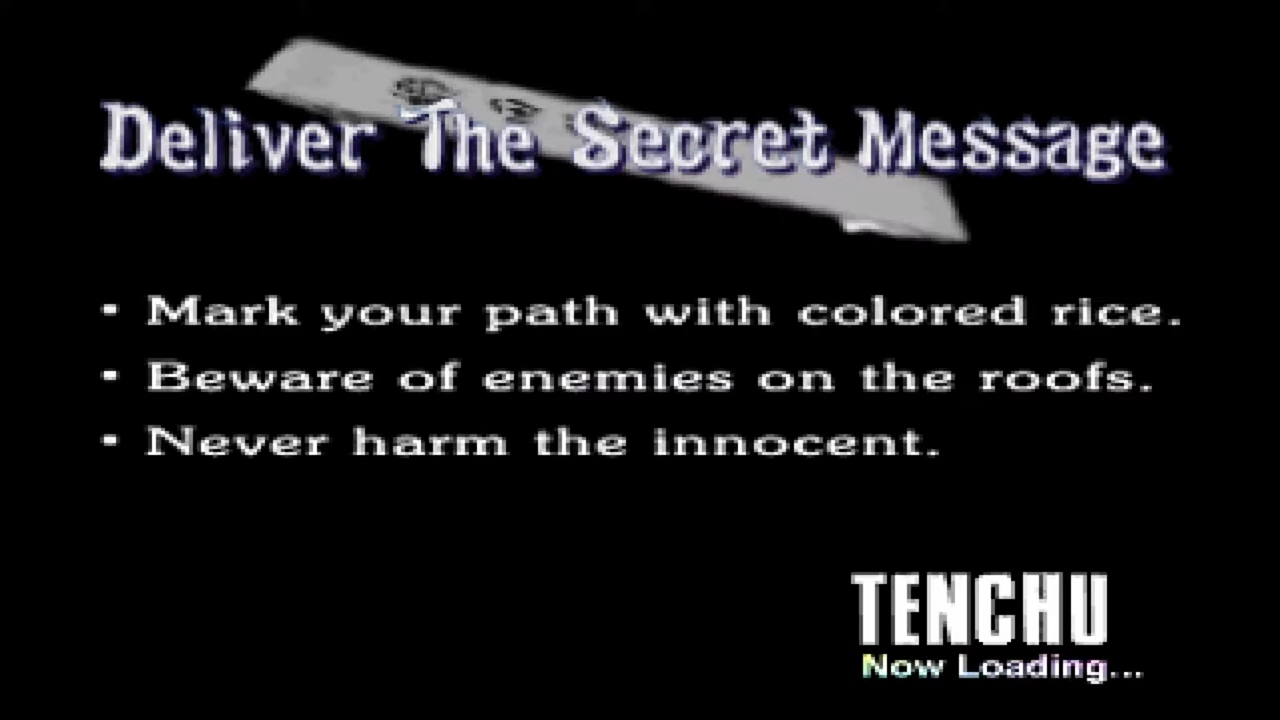 Deliver The Secret Message
• Mark your path with colored rice.
• Beware of enemies on the roofs.
• Never harm the innocent.
TENCHU
Now Loading...